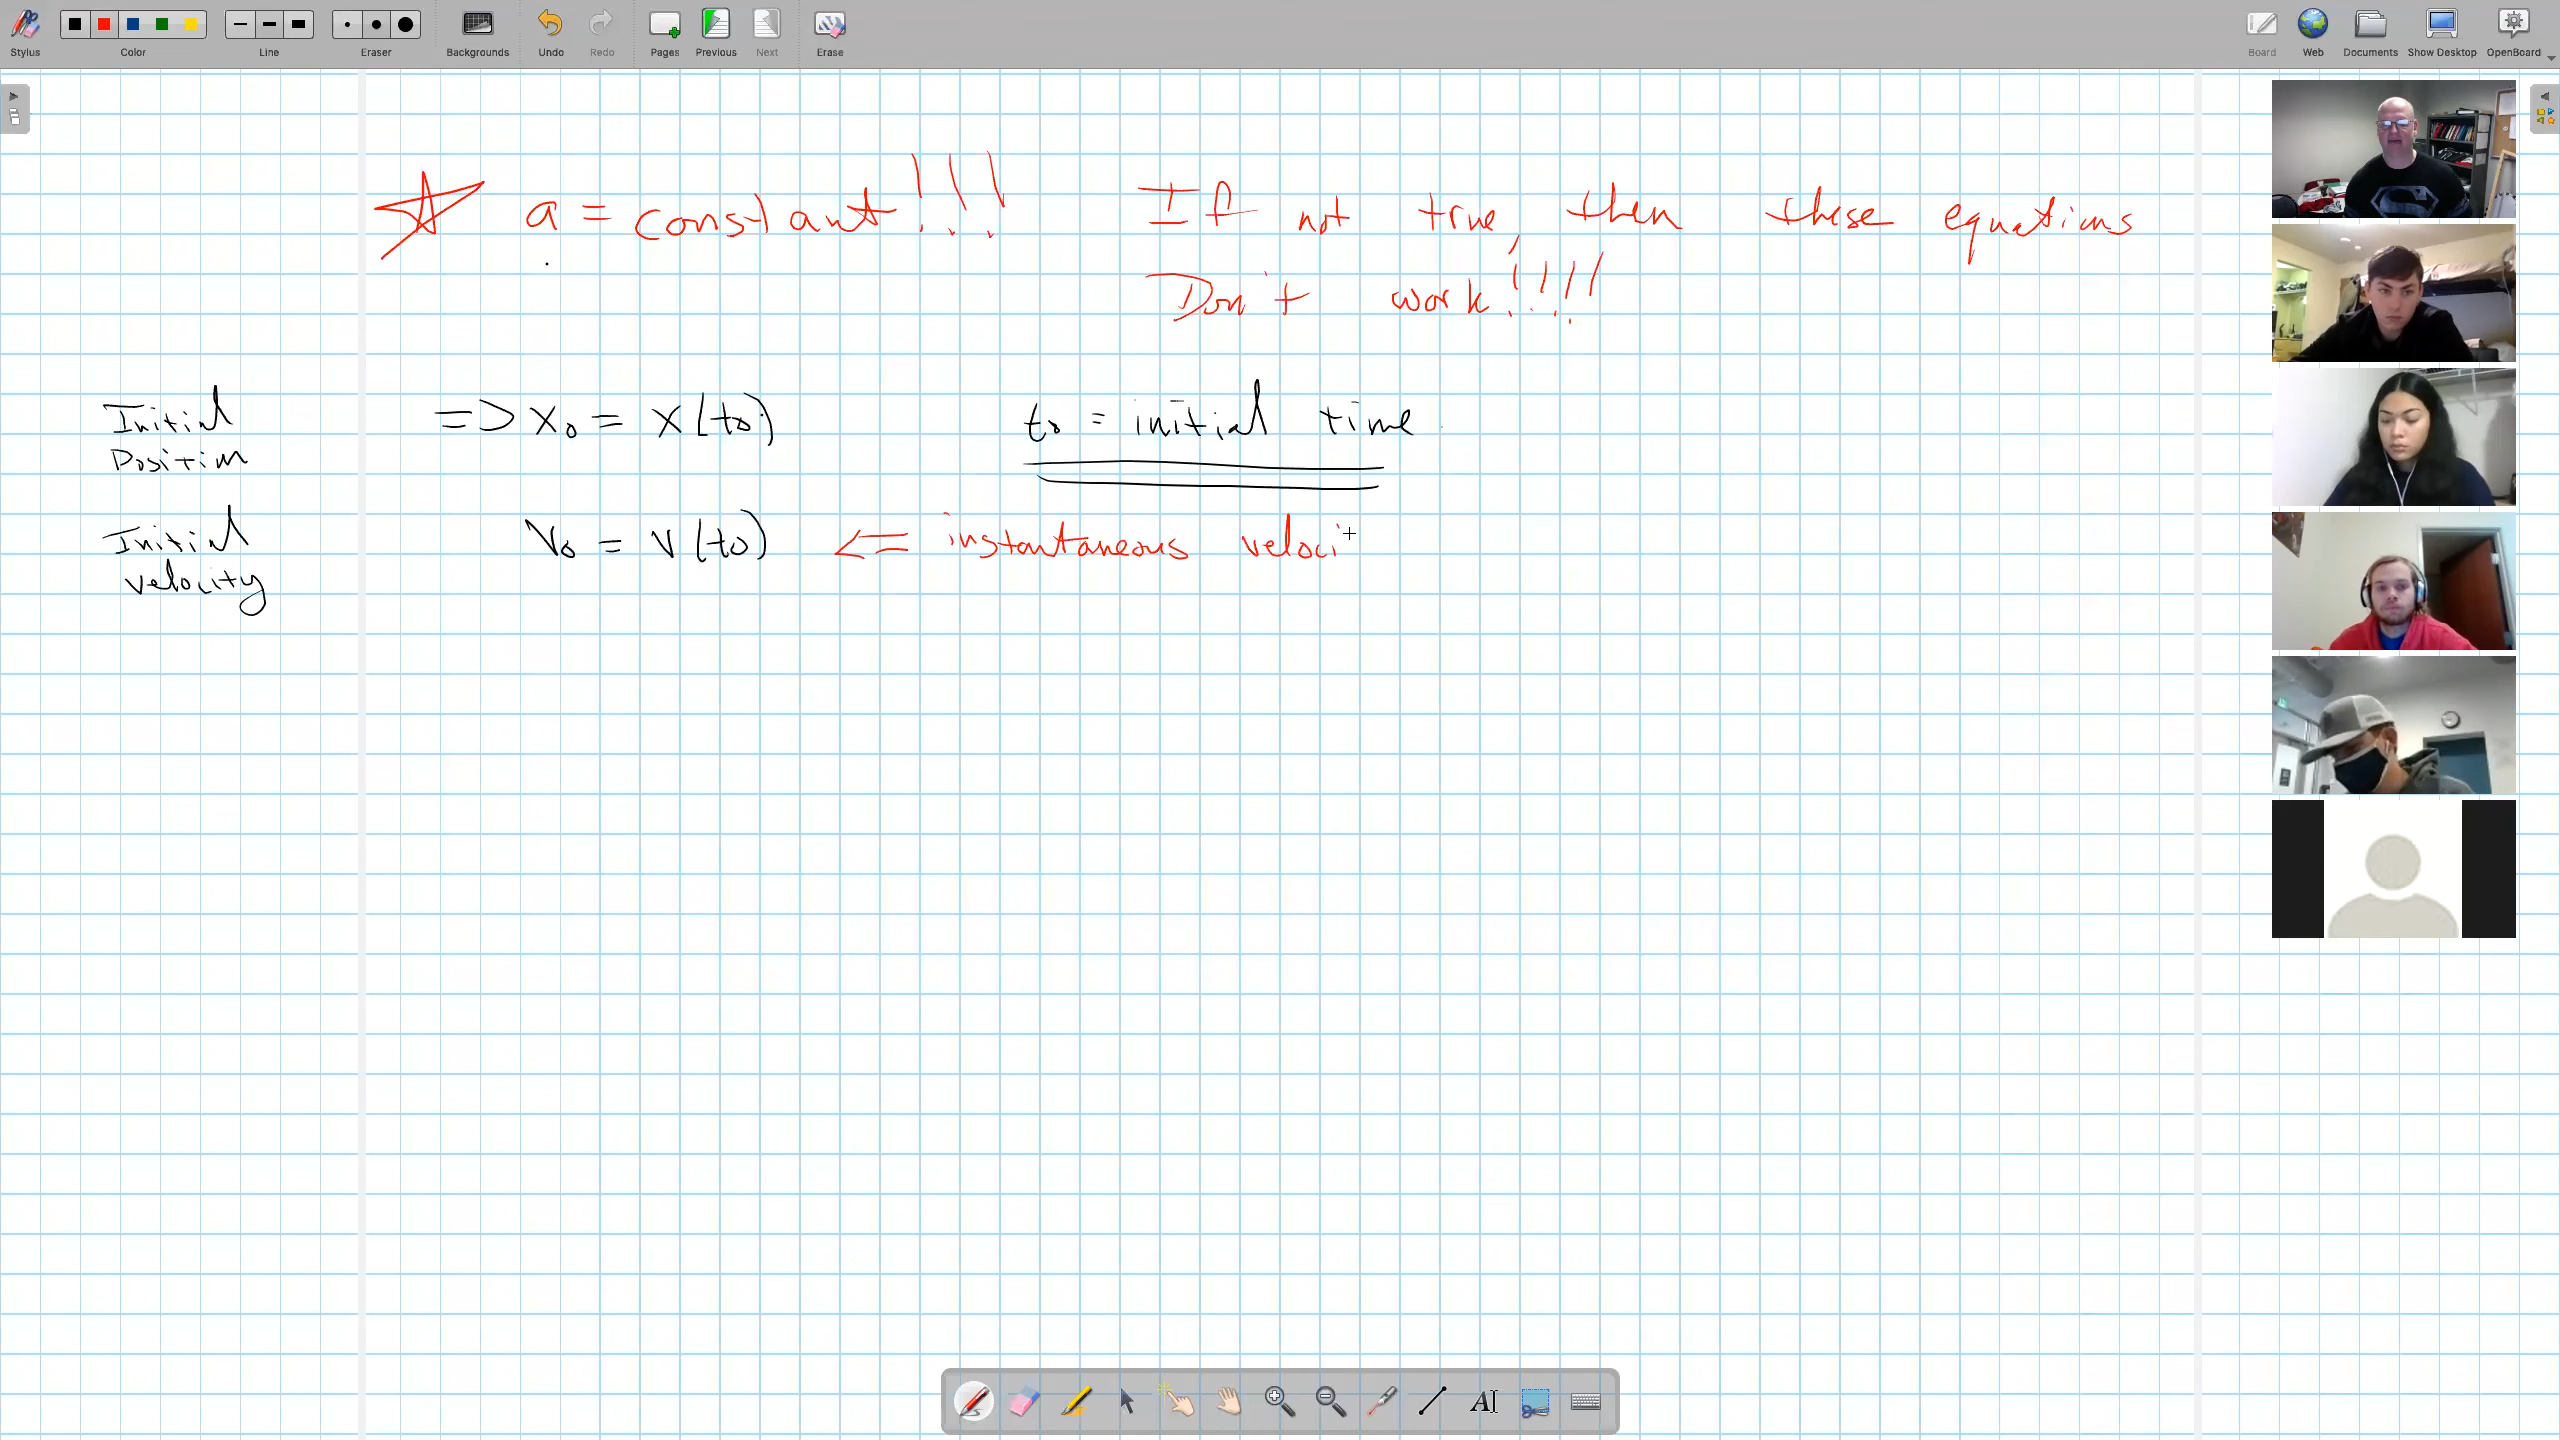 Stylus Color Line Eraser Backgrounds Undo Redo Pages Previous Next Erase Board Web Documents Show Desktop OpenBoard
a = constant!!! If not true, then these equations
Don't work!!!!
Initial => x₀ = x(t₀) t₀ = initial time
Position
Initial v₀ = v(t₀) <= instantaneous veloci
velocity